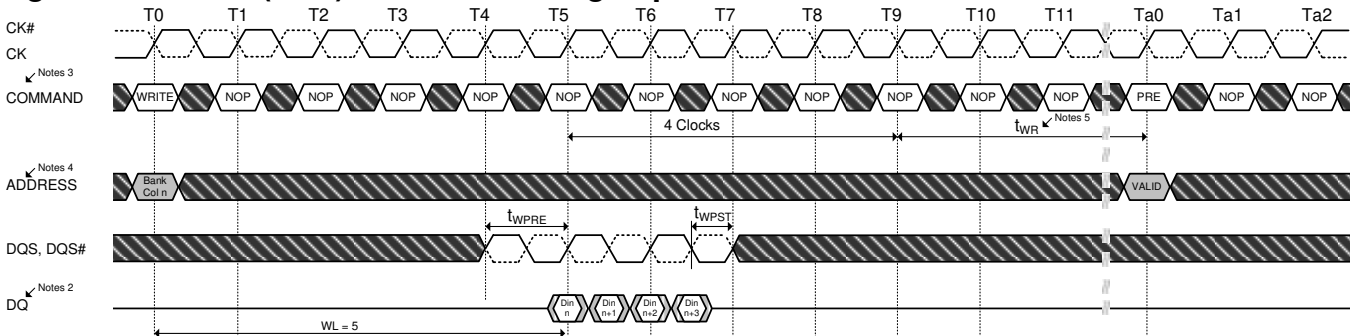 T0 T1 T2 T3 T4 T5 T6 T7 T8 T9 T10 T11 Ta0 Ta1 Ta2
CK#
CK
Notes 3
COMMAND
WRITE NOP NOP NOP NOP NOP NOP NOP NOP NOP NOP NOP PRE NOP NOP
4 Clocks
tWR Notes 5
Notes 4
ADDRESS
Bank
Col n
VALID
tWPRE tWPST
DQS, DQS#
Notes 2
DQ
Din
n
Din
n+1
Din
n+2
Din
n+3
WL = 5